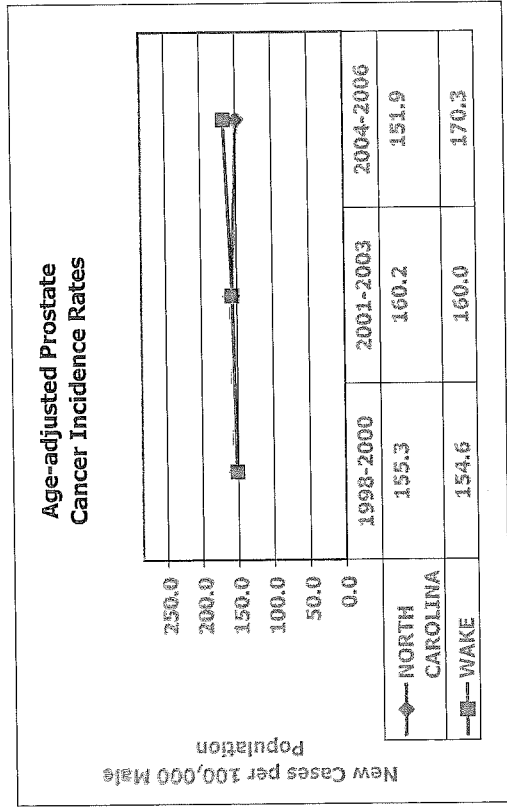 Age-adjusted Prostate
Cancer Incidence Rates
New Cases per 100,000 Male
Population
250.0
200.0
150.0
100.0
50.0
0.0
1998-2000 2001-2003 2004-2006
NORTH CAROLINA 155.3 160.2 151.9
WAKE 154.6 160.0 170.3